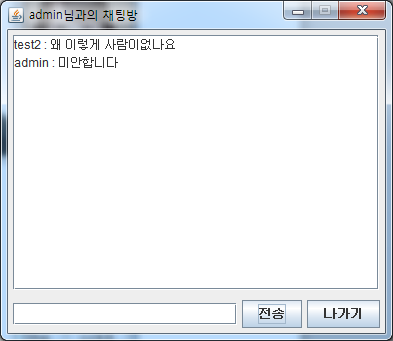 admin님과의 채팅방
test2 : 왜 이렇게 사람이없나요
admin : 미안합니다
전송 나가기